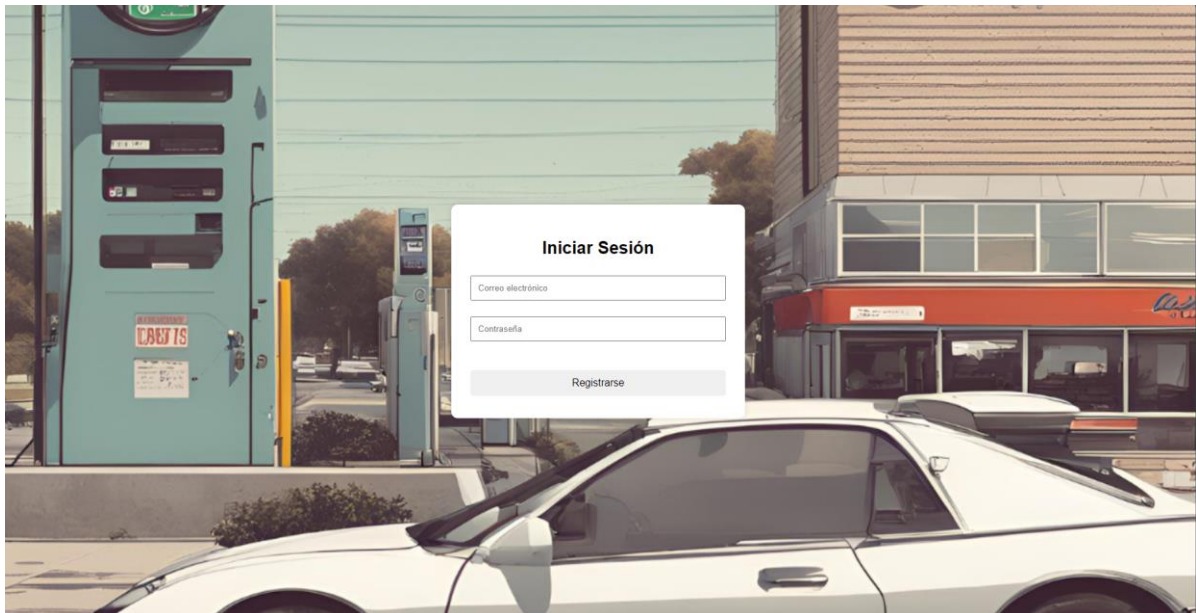 Iniciar Sesión
Correo electrónico
Contraseña
Registrarse